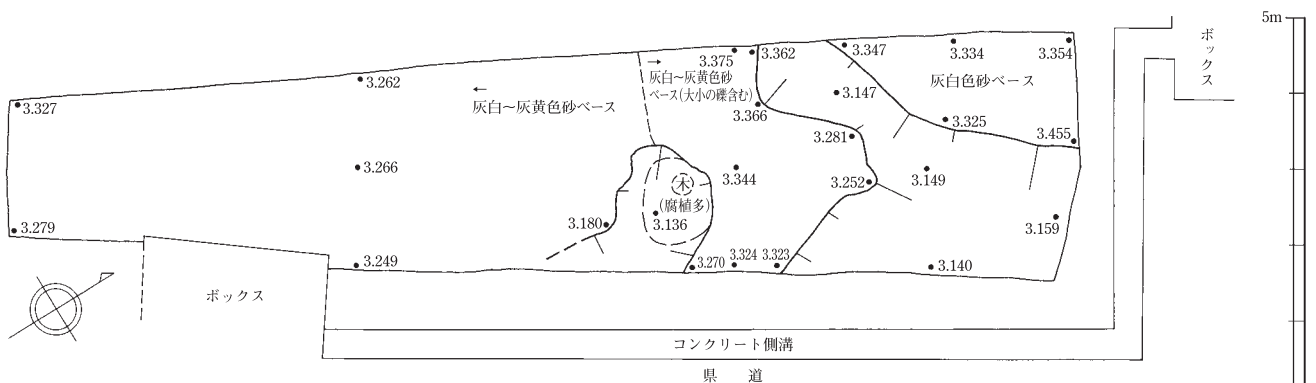 5m
ボックス
3.375
3.362
3.347
3.334
3.354
3.262
→
灰白～灰黄色砂
ベース(大小の礫含む)
灰白色砂ベース
←
灰白～灰黄色砂ベース
3.327
3.147
3.366
3.325
3.281
3.455
3.266
3.344
3.149
木
(腐植多)
3.252
3.136
3.180
3.159
3.279
3.249
3.270
3.324
3.323
3.140
ボックス
コンクリート側溝
県　道